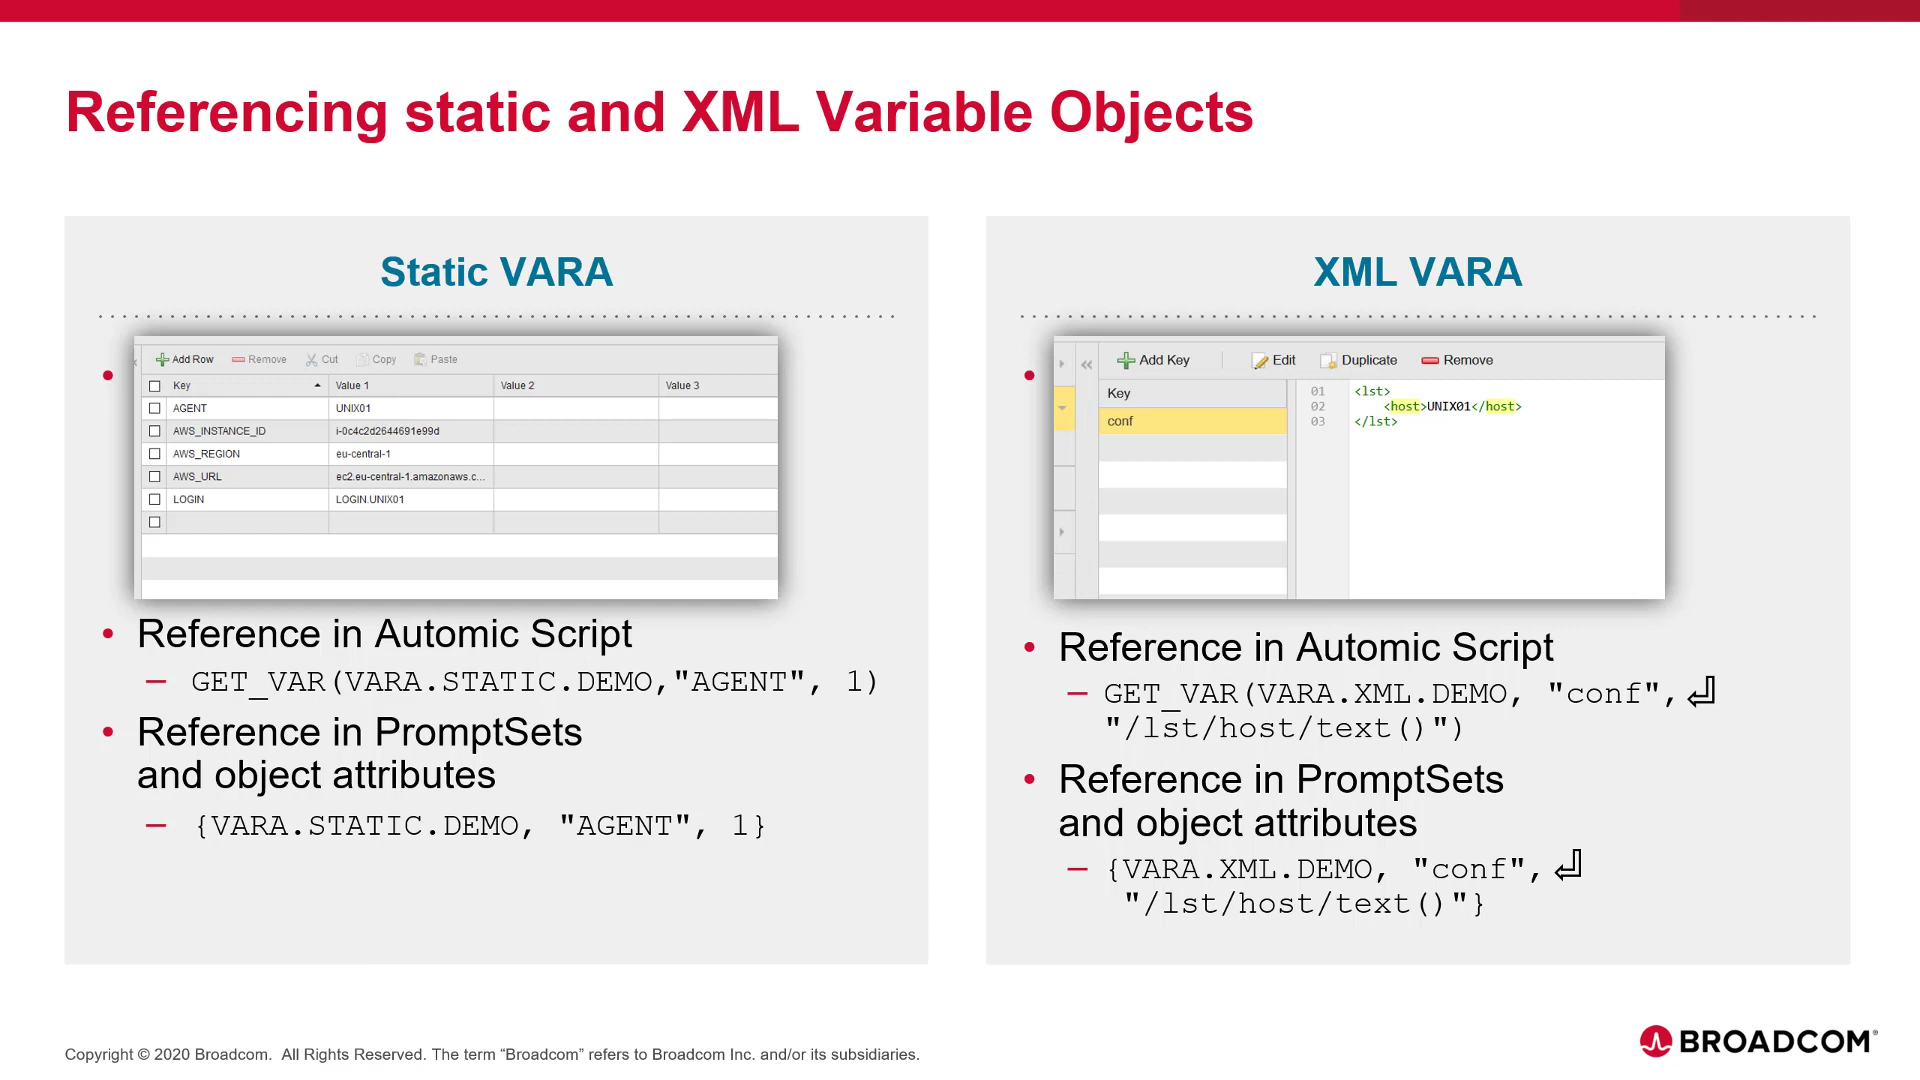 Referencing static and XML Variable Objects
Static VARA
Add Row Remove Cut Copy Paste
Key Value 1 Value 2 Value 3
AGENT UNIX01
AWS_INSTANCE_ID i-0c4c2d2644691e99d
AWS_REGION eu-central-1
AWS_URL ec2.eu-central-1.amazonaws.c...
LOGIN LOGIN.UNIX01
• Reference in Automic Script
– GET_VAR(VARA.STATIC.DEMO,"AGENT", 1)
• Reference in PromptSets
and object attributes
– {VARA.STATIC.DEMO, "AGENT", 1}
XML VARA
Add Key Edit Duplicate Remove
Key
conf
01 <lst>
02 <host>UNIX01</host>
03 </lst>
• Reference in Automic Script
– GET_VAR(VARA.XML.DEMO, "conf",⏎
"/lst/host/text()")
• Reference in PromptSets
and object attributes
– {VARA.XML.DEMO, "conf",⏎
"/lst/host/text()"}
Copyright © 2020 Broadcom. All Rights Reserved. The term “Broadcom” refers to Broadcom Inc. and/or its subsidiaries.
BROADCOM®